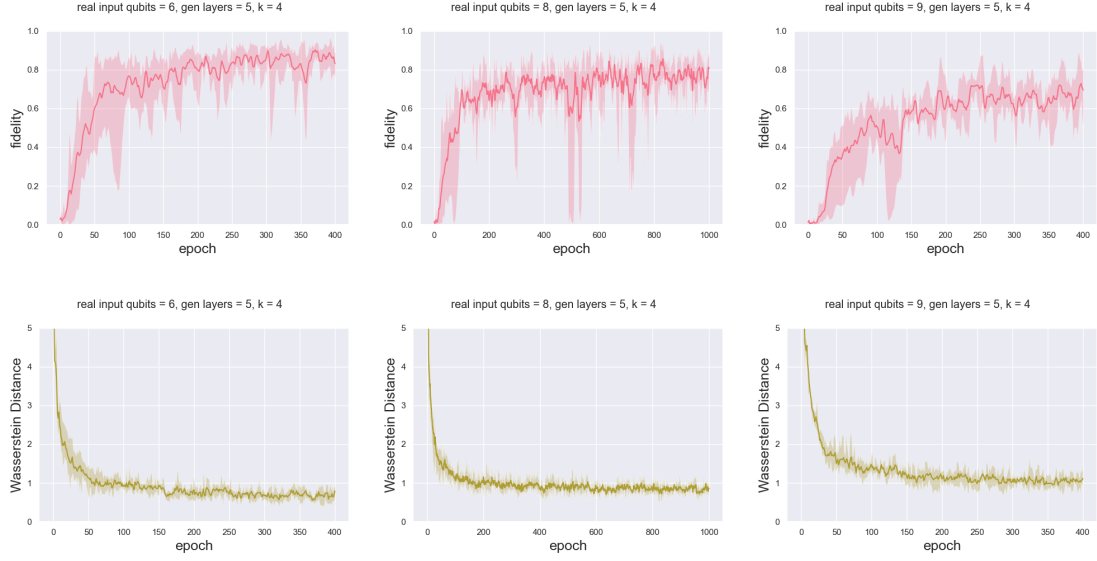 real input qubits = 6, gen layers = 5, k = 4
1.0
0.8
0.6
0.4
0.2
0.0
fidelity
0 50 100 150 200 250 300 350 400
epoch
real input qubits = 8, gen layers = 5, k = 4
1.0
0.8
0.6
0.4
0.2
0.0
fidelity
0 200 400 600 800 1000
epoch
real input qubits = 9, gen layers = 5, k = 4
1.0
0.8
0.6
0.4
0.2
0.0
fidelity
0 50 100 150 200 250 300 350 400
epoch
real input qubits = 6, gen layers = 5, k = 4
5
4
3
2
1
0
Wasserstein Distance
0 50 100 150 200 250 300 350 400
epoch
real input qubits = 8, gen layers = 5, k = 4
5
4
3
2
1
0
Wasserstein Distance
0 200 400 600 800 1000
epoch
real input qubits = 9, gen layers = 5, k = 4
5
4
3
2
1
0
Wasserstein Distance
0 50 100 150 200 250 300 350 400
epoch